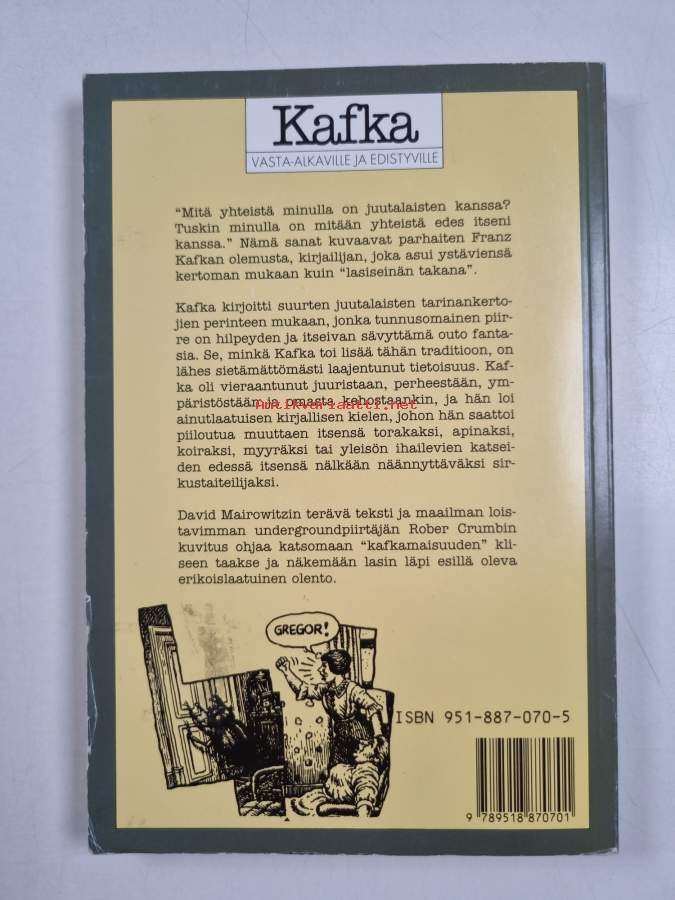 Kafka
VASTA-ALKAVILLE JA EDISTYVILLE
“Mitä yhteistä minulla on juutalaisten kanssa?
Tuskin minulla on mitään yhteistä edes itseni
kanssa.” Nämä sanat kuvaavat parhaiten Franz
Kafkan olemusta, kirjailijan, joka asui ystäviensä
kertoman mukaan kuin “lasiseinän takana”.
Kafka kirjoitti suurten juutalaisten tarinankerto-
jien perinteen mukaan, jonka tunnusomainen piir-
re on hilpeyden ja itseivan sävyttämä outo fanta-
sia. Se, minkä Kafka toi lisää tähän traditioon, on
lähes sietämättömästi laajentunut tietoisuus. Kaf-
ka oli vieraantunut juuristaan, perheestään, ym-
päristöstään ja omasta kehostaankin, ja hän loi
Antikvariaatti.net
ainutlaatuisen kirjallisen kielen, johon hän saattoi
piiloutua muuttaen itsensä torakaksi, apinaksi,
koiraksi, myyräksi tai yleisön ihailevien katsei-
den edessä itsensä nälkään näännyttäväksi sir-
kustaiteilijaksi.
David Mairowitzin terävä teksti ja maailman lois-
tavimman undergroundpiirtäjän Rober Crumbin
kuvitus ohjaa katsomaan “kafkamaisuuden” kli-
seen taakse ja näkemään lasin läpi esillä oleva
erikoislaatuinen olento.
GREGOR!
ISBN 951-887-070-5
9 789518 870701